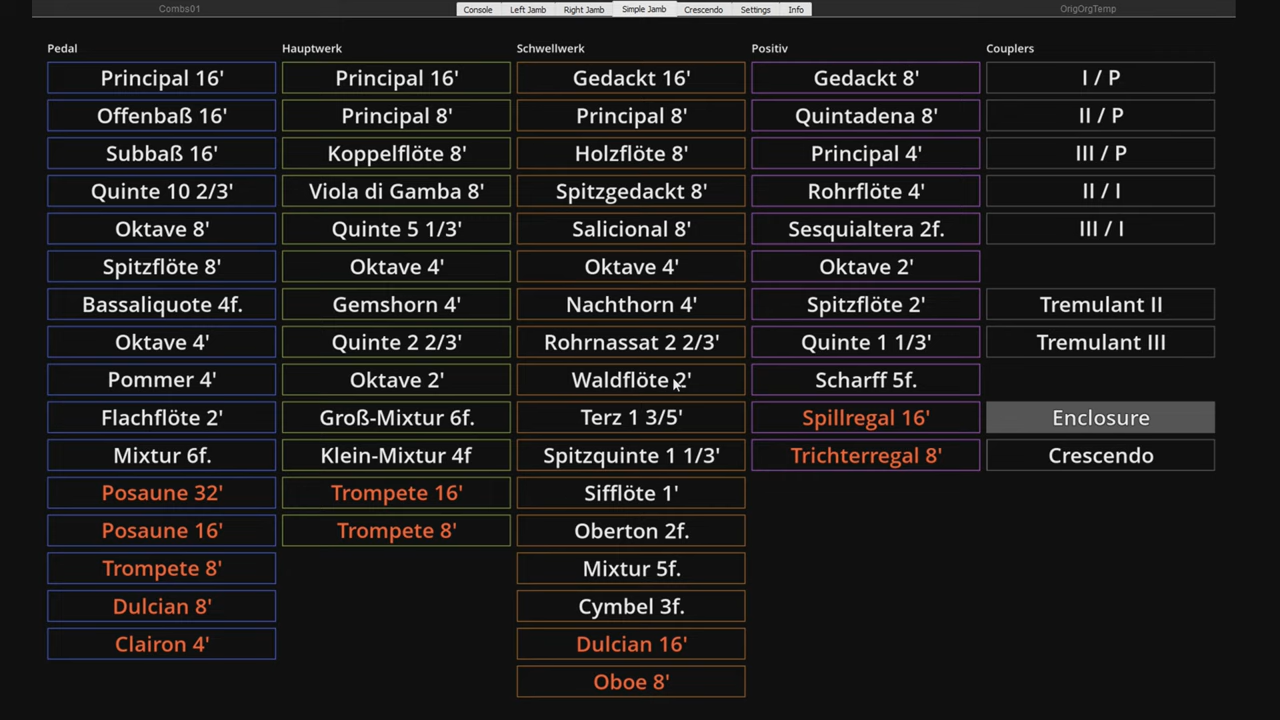 Combs01
Console
Left Jamb
Right Jamb
Simple Jamb
Crescendo
Settings
Info
OrigOrgTemp
Pedal
Principal 16'
Offenbaß 16'
Subbaß 16'
Quinte 10 2/3'
Oktave 8'
Spitzflöte 8'
Bassaliquote 4f.
Oktave 4'
Pommer 4'
Flachflöte 2'
Mixtur 6f.
Posaune 32'
Posaune 16'
Trompete 8'
Dulcian 8'
Clairon 4'
Hauptwerk
Principal 16'
Principal 8'
Koppelflöte 8'
Viola di Gamba 8'
Quinte 5 1/3'
Oktave 4'
Gemshorn 4'
Quinte 2 2/3'
Oktave 2'
Groß-Mixtur 6f.
Klein-Mixtur 4f
Trompete 16'
Trompete 8'
Schwellwerk
Gedackt 16'
Principal 8'
Holzflöte 8'
Spitzgedackt 8'
Salicional 8'
Oktave 4'
Nachthorn 4'
Rohrnassat 2 2/3'
Waldflöte 2'
Terz 1 3/5'
Spitzquinte 1 1/3'
Sifflöte 1'
Oberton 2f.
Mixtur 5f.
Cymbel 3f.
Dulcian 16'
Oboe 8'
Positiv
Gedackt 8'
Quintadena 8'
Principal 4'
Rohrflöte 4'
Sesquialtera 2f.
Oktave 2'
Spitzflöte 2'
Quinte 1 1/3'
Scharff 5f.
Spillregal 16'
Trichterregal 8'
Couplers
I / P
II / P
III / P
II / I
III / I
Tremulant II
Tremulant III
Enclosure
Crescendo